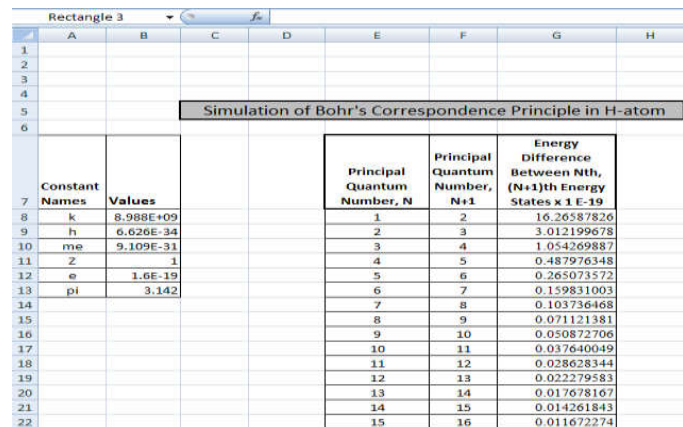 Rectangle 3 fx
A B C D E F G H
1
2
3
4
5 Simulation of Bohr's Correspondence Principle in H-atom
6
7 Constant Names Values Principal Quantum Number, N Principal Quantum Number, N+1 Energy Difference Between Nth, (N+1)th Energy States x 1 E-19
8 k 8.988E+09 1 2 16.26587826
9 h 6.626E-34 2 3 3.012199678
10 me 9.109E-31 3 4 1.054269887
11 Z 1 4 5 0.487976348
12 e 1.6E-19 5 6 0.265073572
13 pi 3.142 6 7 0.159831003
14 7 8 0.103736468
15 8 9 0.071121381
16 9 10 0.050872706
17 10 11 0.037640049
18 11 12 0.028628344
19 12 13 0.022279583
20 13 14 0.017678167
21 14 15 0.014261843
22 15 16 0.011672274